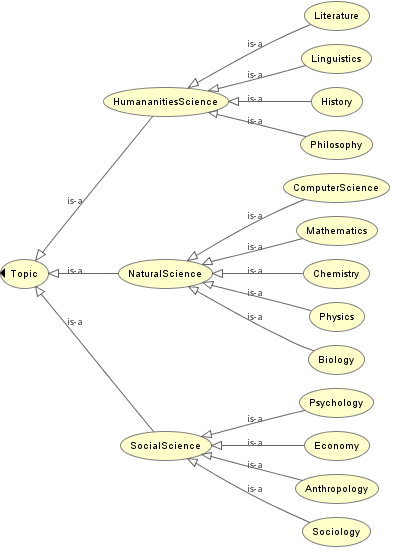 Literature
is-a
Linguistics
is-a
HumananitiesScience
is-a
History
is-a
Philosophy
ComputerScience
is-a
is-a
Mathematics
is-a
Topic
is-a
NaturalScience
is-a
Chemistry
is-a
Physics
is-a
is-a
Biology
Psychology
is-a
SocialScience
is-a
Economy
is-a
Anthropology
is-a
Sociology